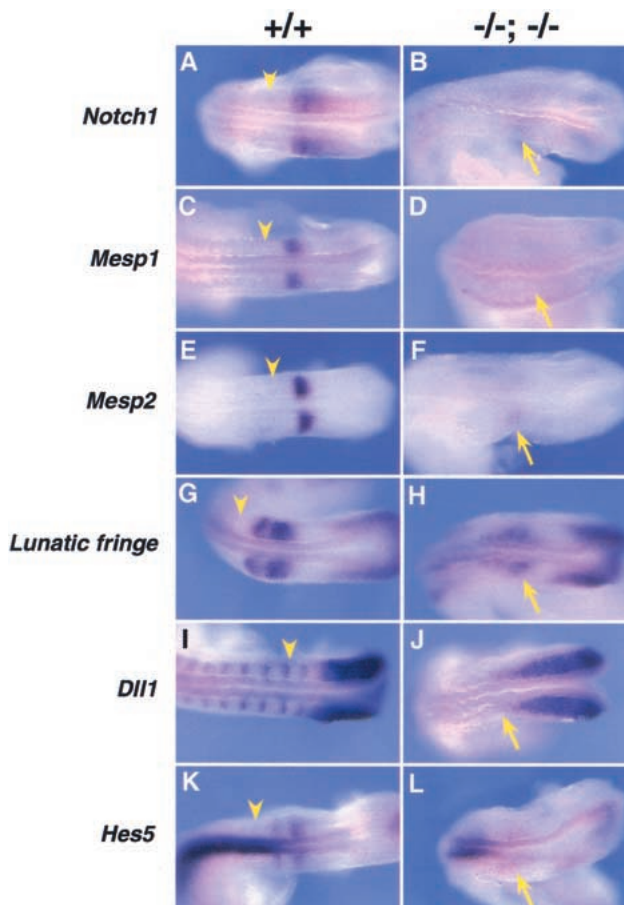 +/+ -/-; -/-
A B
Notch1
C D
Mesp1
E F
Mesp2
G H
Lunatic fringe
I J
Dll1
K L
Hes5